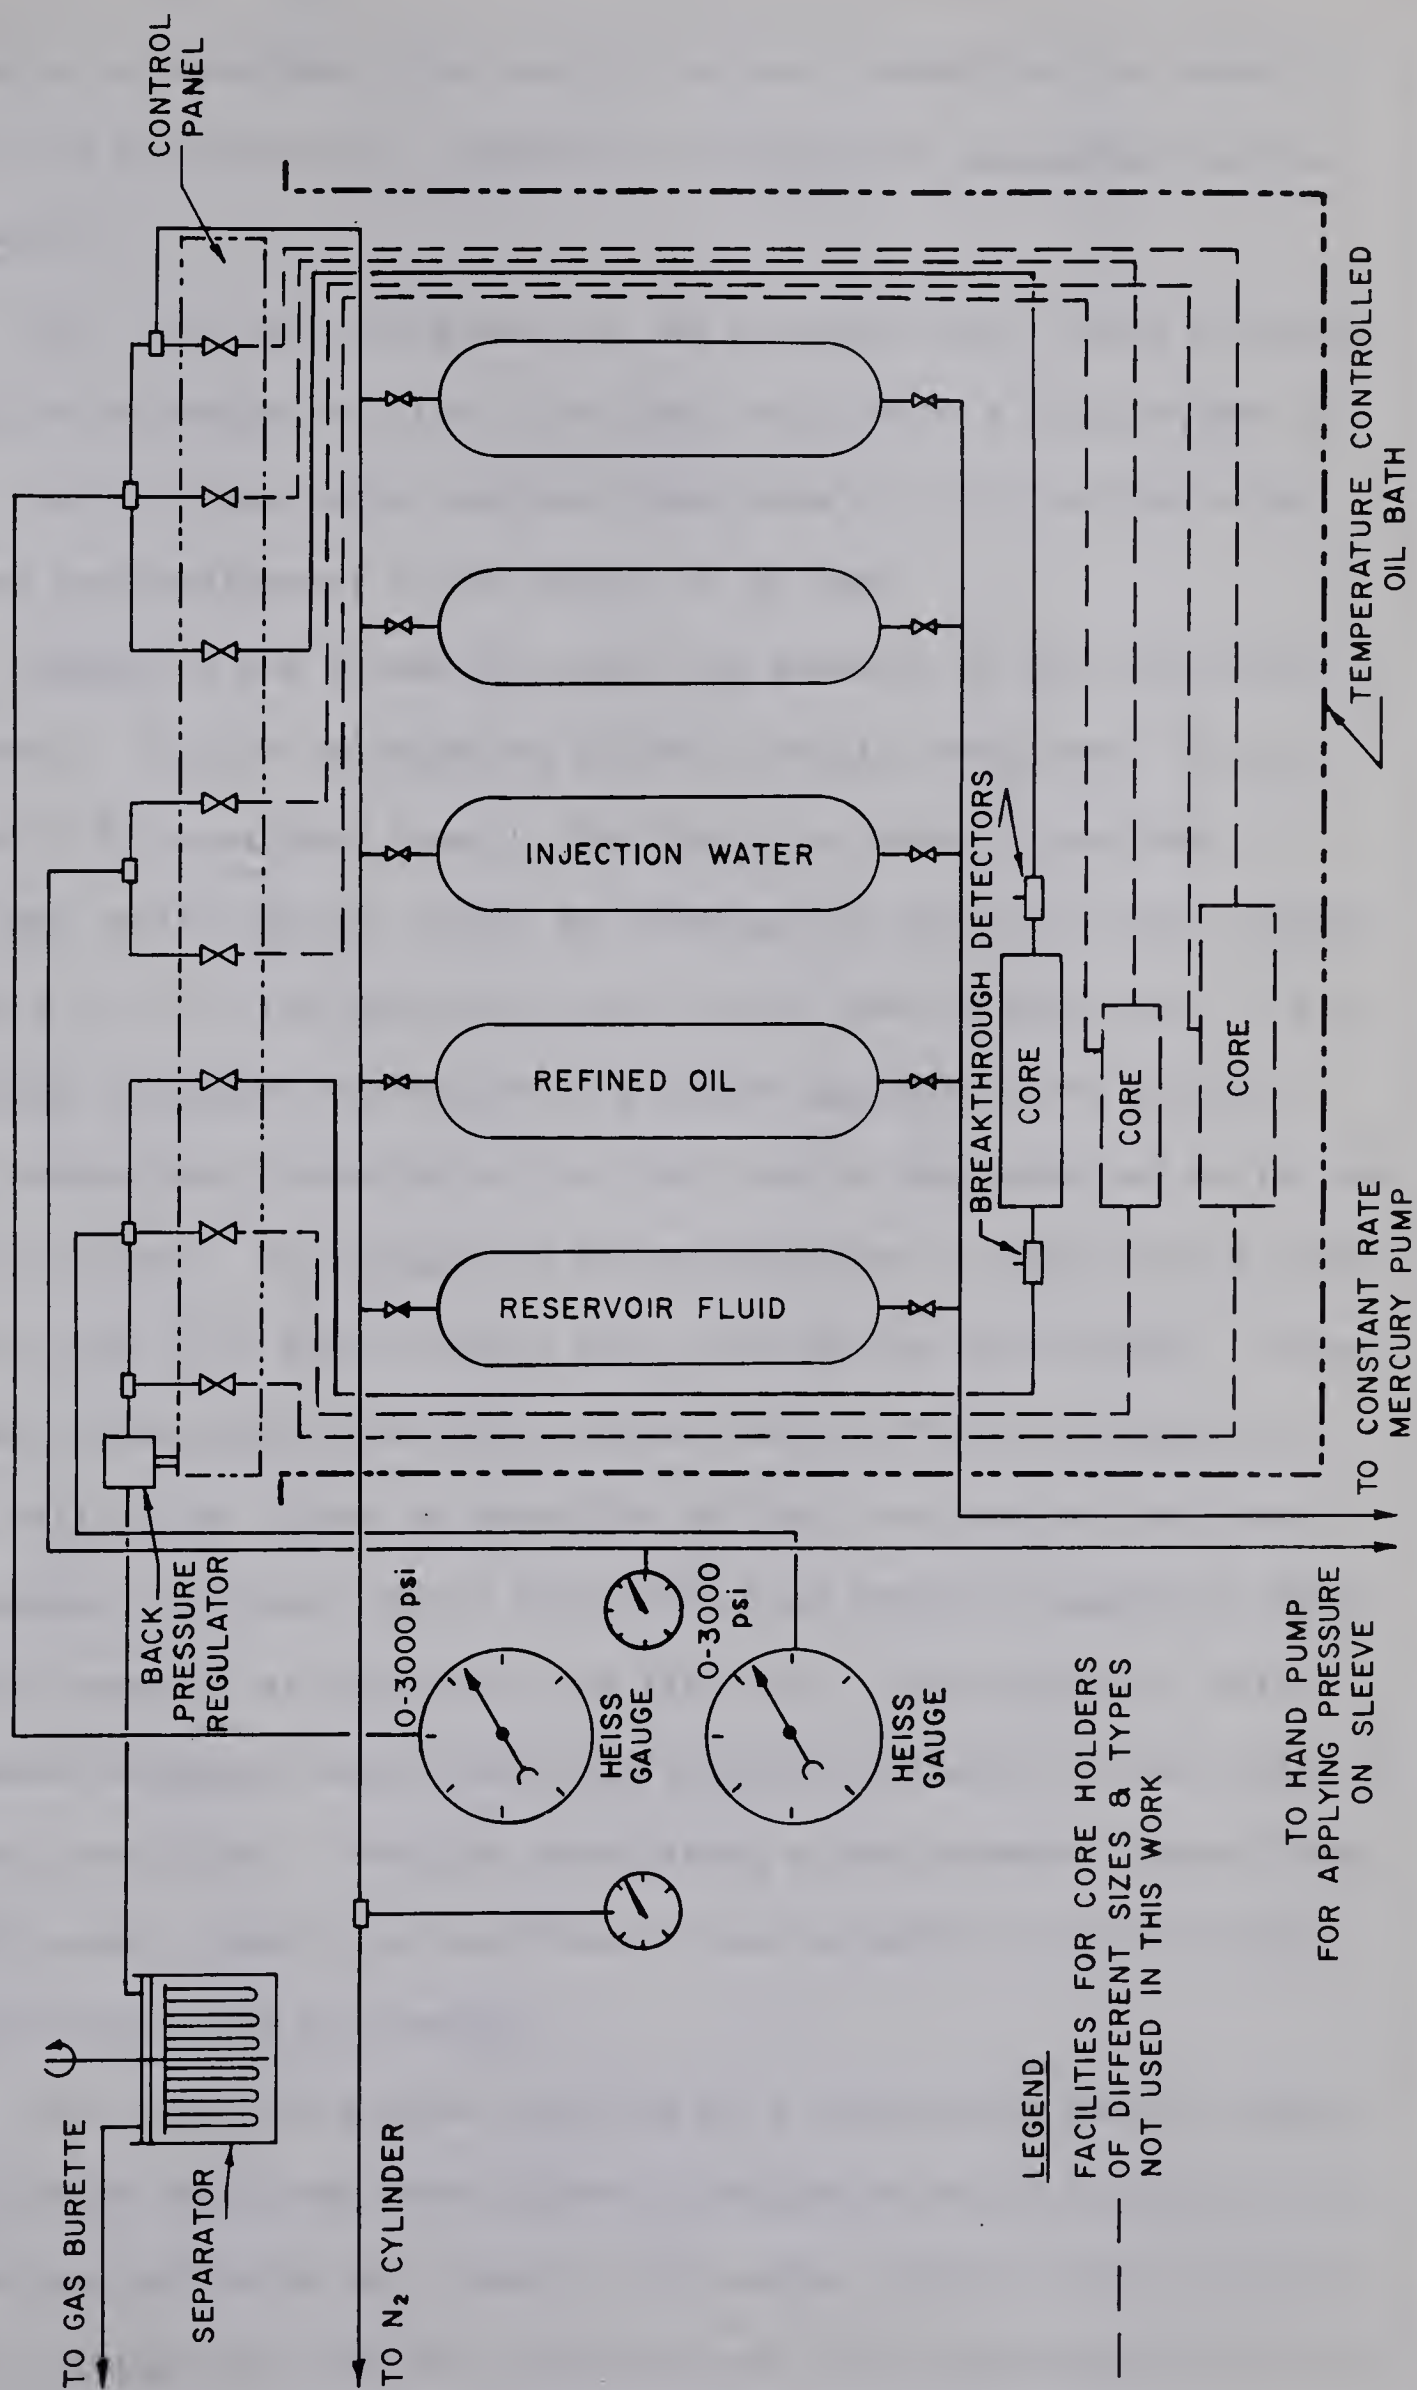 TO GAS BURETTE
SEPARATOR
TO N₂ CYLINDER
BACK
PRESSURE
REGULATOR
CONTROL
PANEL
0-3000 psi
HEISS
GAUGE
0-3000
psi
HEISS
GAUGE
RESERVOIR FLUID
REFINED OIL
INJECTION WATER
BREAKTHROUGH DETECTORS
CORE
CORE
CORE
TEMPERATURE CONTROLLED
OIL BATH
TO CONSTANT RATE
MERCURY PUMP
TO HAND PUMP
FOR APPLYING PRESSURE
ON SLEEVE
LEGEND
FACILITIES FOR CORE HOLDERS
OF DIFFERENT SIZES & TYPES
NOT USED IN THIS WORK